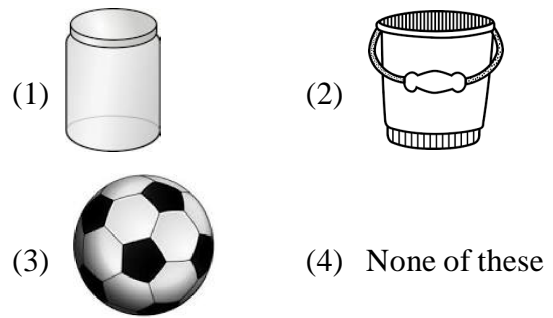 (1) (2)
(3) (4) None of these